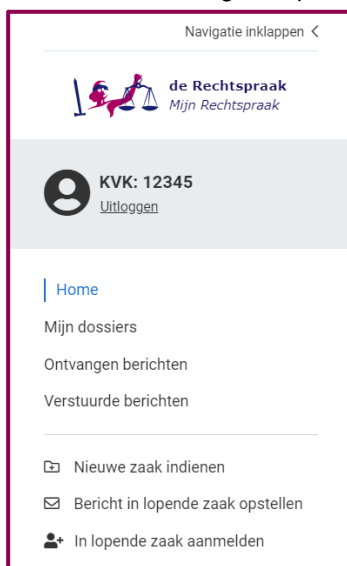 Navigatie inklappen
de Rechtspraak
Mijn Rechtspraak
KVK: 12345
Uitloggen
Home
Mijn dossiers
Ontvangen berichten
Verstuurde berichten
Nieuwe zaak indienen
Bericht in lopende zaak opstellen
In lopende zaak aanmelden